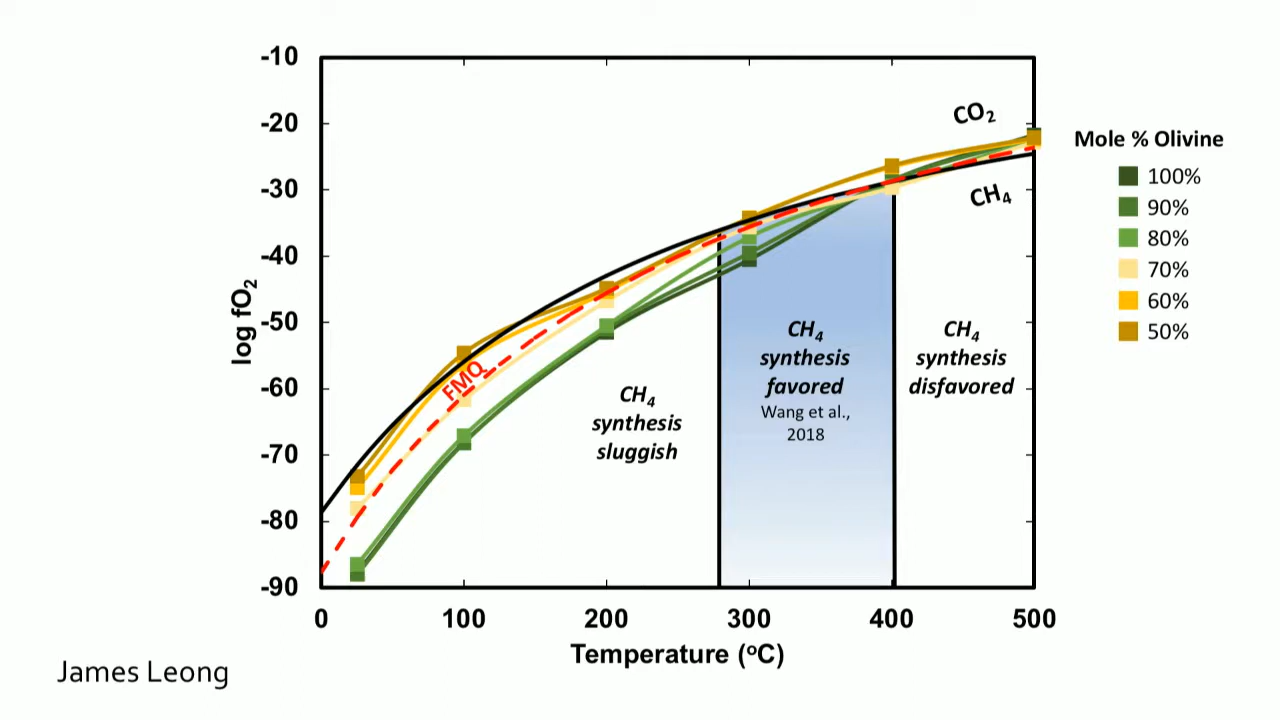 -10
-20
-30
-40
-50
-60
-70
-80
-90
log fO₂
0 100 200 300 400 500
Temperature (ºC)
CO₂
CH₄
FMQ
CH₄
synthesis
sluggish
CH₄
synthesis
favored
Wang et al.,
2018
CH₄
synthesis
disfavored
Mole % Olivine
100%
90%
80%
70%
60%
50%
James Leong